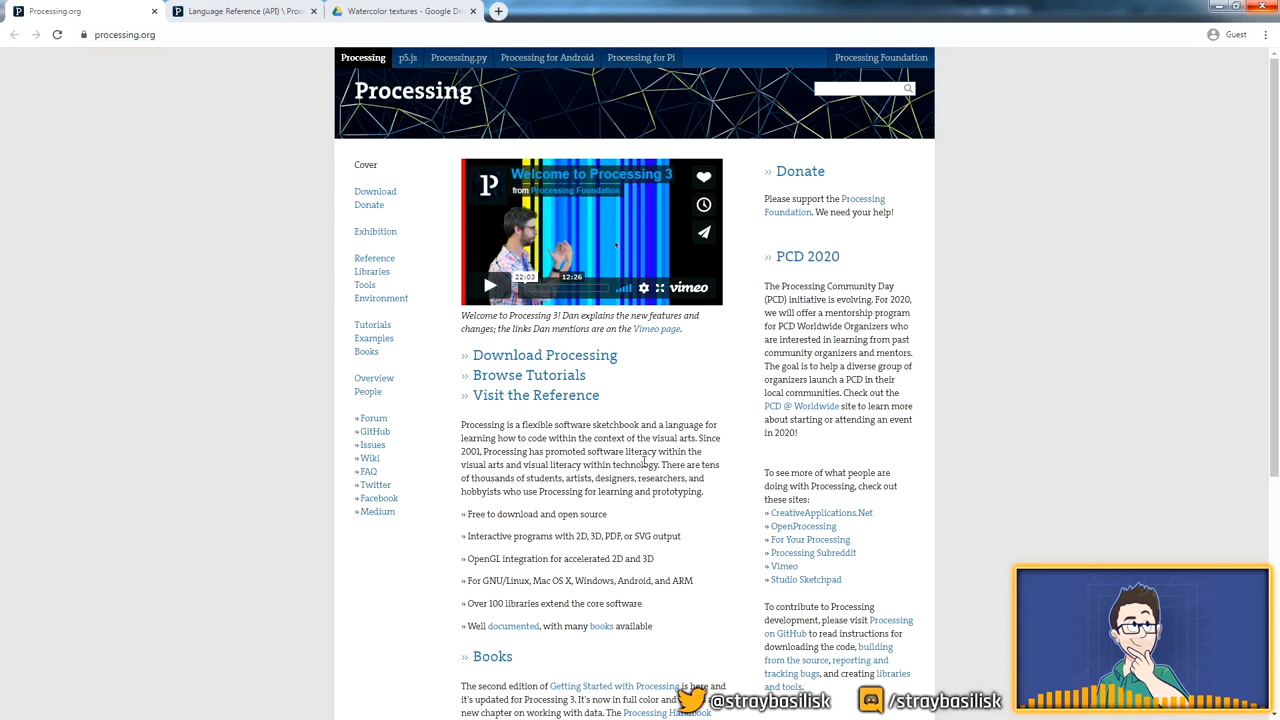 Processing.org
Language Reference (API) \ Proce
Watercolor textures - Google Dri
processing.org
Guest
Processing
p5.js
Processing.py
Processing for Android
Processing for Pi
Processing Foundation
Processing
Cover
Download
Donate
Exhibition
Reference
Libraries
Tools
Environment
Tutorials
Examples
Books
Overview
People
» Forum
» GitHub
» Issues
» Wiki
» FAQ
» Twitter
» Facebook
» Medium
Welcome to Processing 3
from Processing Foundation
22:03
12:26
vimeo
Welcome to Processing 3! Dan explains the new features and
changes; the links Dan mentions are on the Vimeo page.
» Download Processing
» Browse Tutorials
» Visit the Reference
Processing is a flexible software sketchbook and a language for
learning how to code within the context of the visual arts. Since
2001, Processing has promoted software literacy within the
visual arts and visual literacy within technology. There are tens
of thousands of students, artists, designers, researchers, and
hobbyists who use Processing for learning and prototyping.
» Free to download and open source
» Interactive programs with 2D, 3D, PDF, or SVG output
» OpenGL integration for accelerated 2D and 3D
» For GNU/Linux, Mac OS X, Windows, Android, and ARM
» Over 100 libraries extend the core software
» Well documented, with many books available
» Books
The second edition of Getting Started with Processing is here and
it's updated for Processing 3. It's now in full color and
new chapter on working with data. The Processing Handbook
» Donate
Please support the Processing
Foundation. We need your help!
» PCD 2020
The Processing Community Day
(PCD) initiative is evolving. For 2020,
we will offer a mentorship program
for PCD Worldwide Organizers who
are interested in learning from past
community organizers and mentors.
The goal is to help a diverse group of
organizers launch a PCD in their
local communities. Check out the
PCD @ Worldwide site to learn more
about starting or attending an event
in 2020!
To see more of what people are
doing with Processing, check out
these sites:
» CreativeApplications.Net
» OpenProcessing
» For Your Processing
» Processing Subreddit
» Vimeo
» Studio Sketchpad
To contribute to Processing
development, please visit Processing
on GitHub to read instructions for
downloading the code, building
from the source, reporting and
tracking bugs, and creating libraries
and tools.
@straybasilisk
/straybasilisk